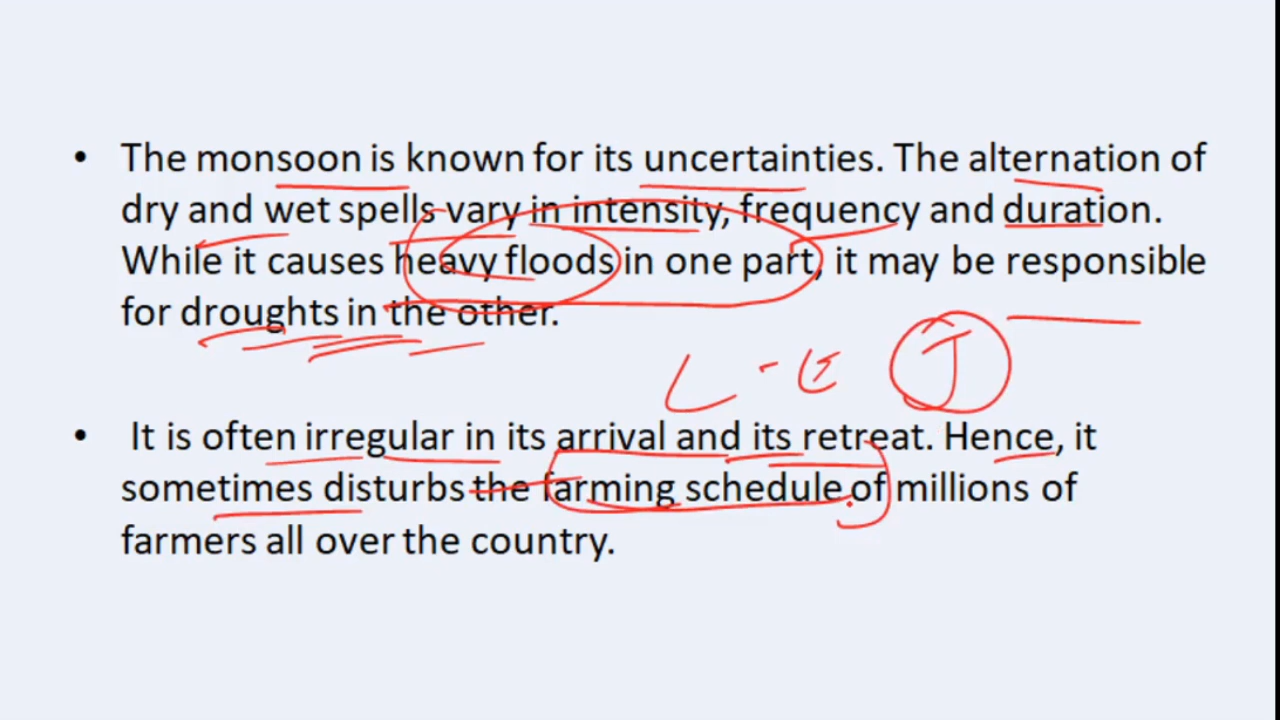 • The monsoon is known for its uncertainties. The alternation of
dry and wet spells vary in intensity, frequency and duration.
While it causes heavy floods in one part, it may be responsible
for droughts in the other.
L - E J
• It is often irregular in its arrival and its retreat. Hence, it
sometimes disturbs the farming schedule of millions of
farmers all over the country.